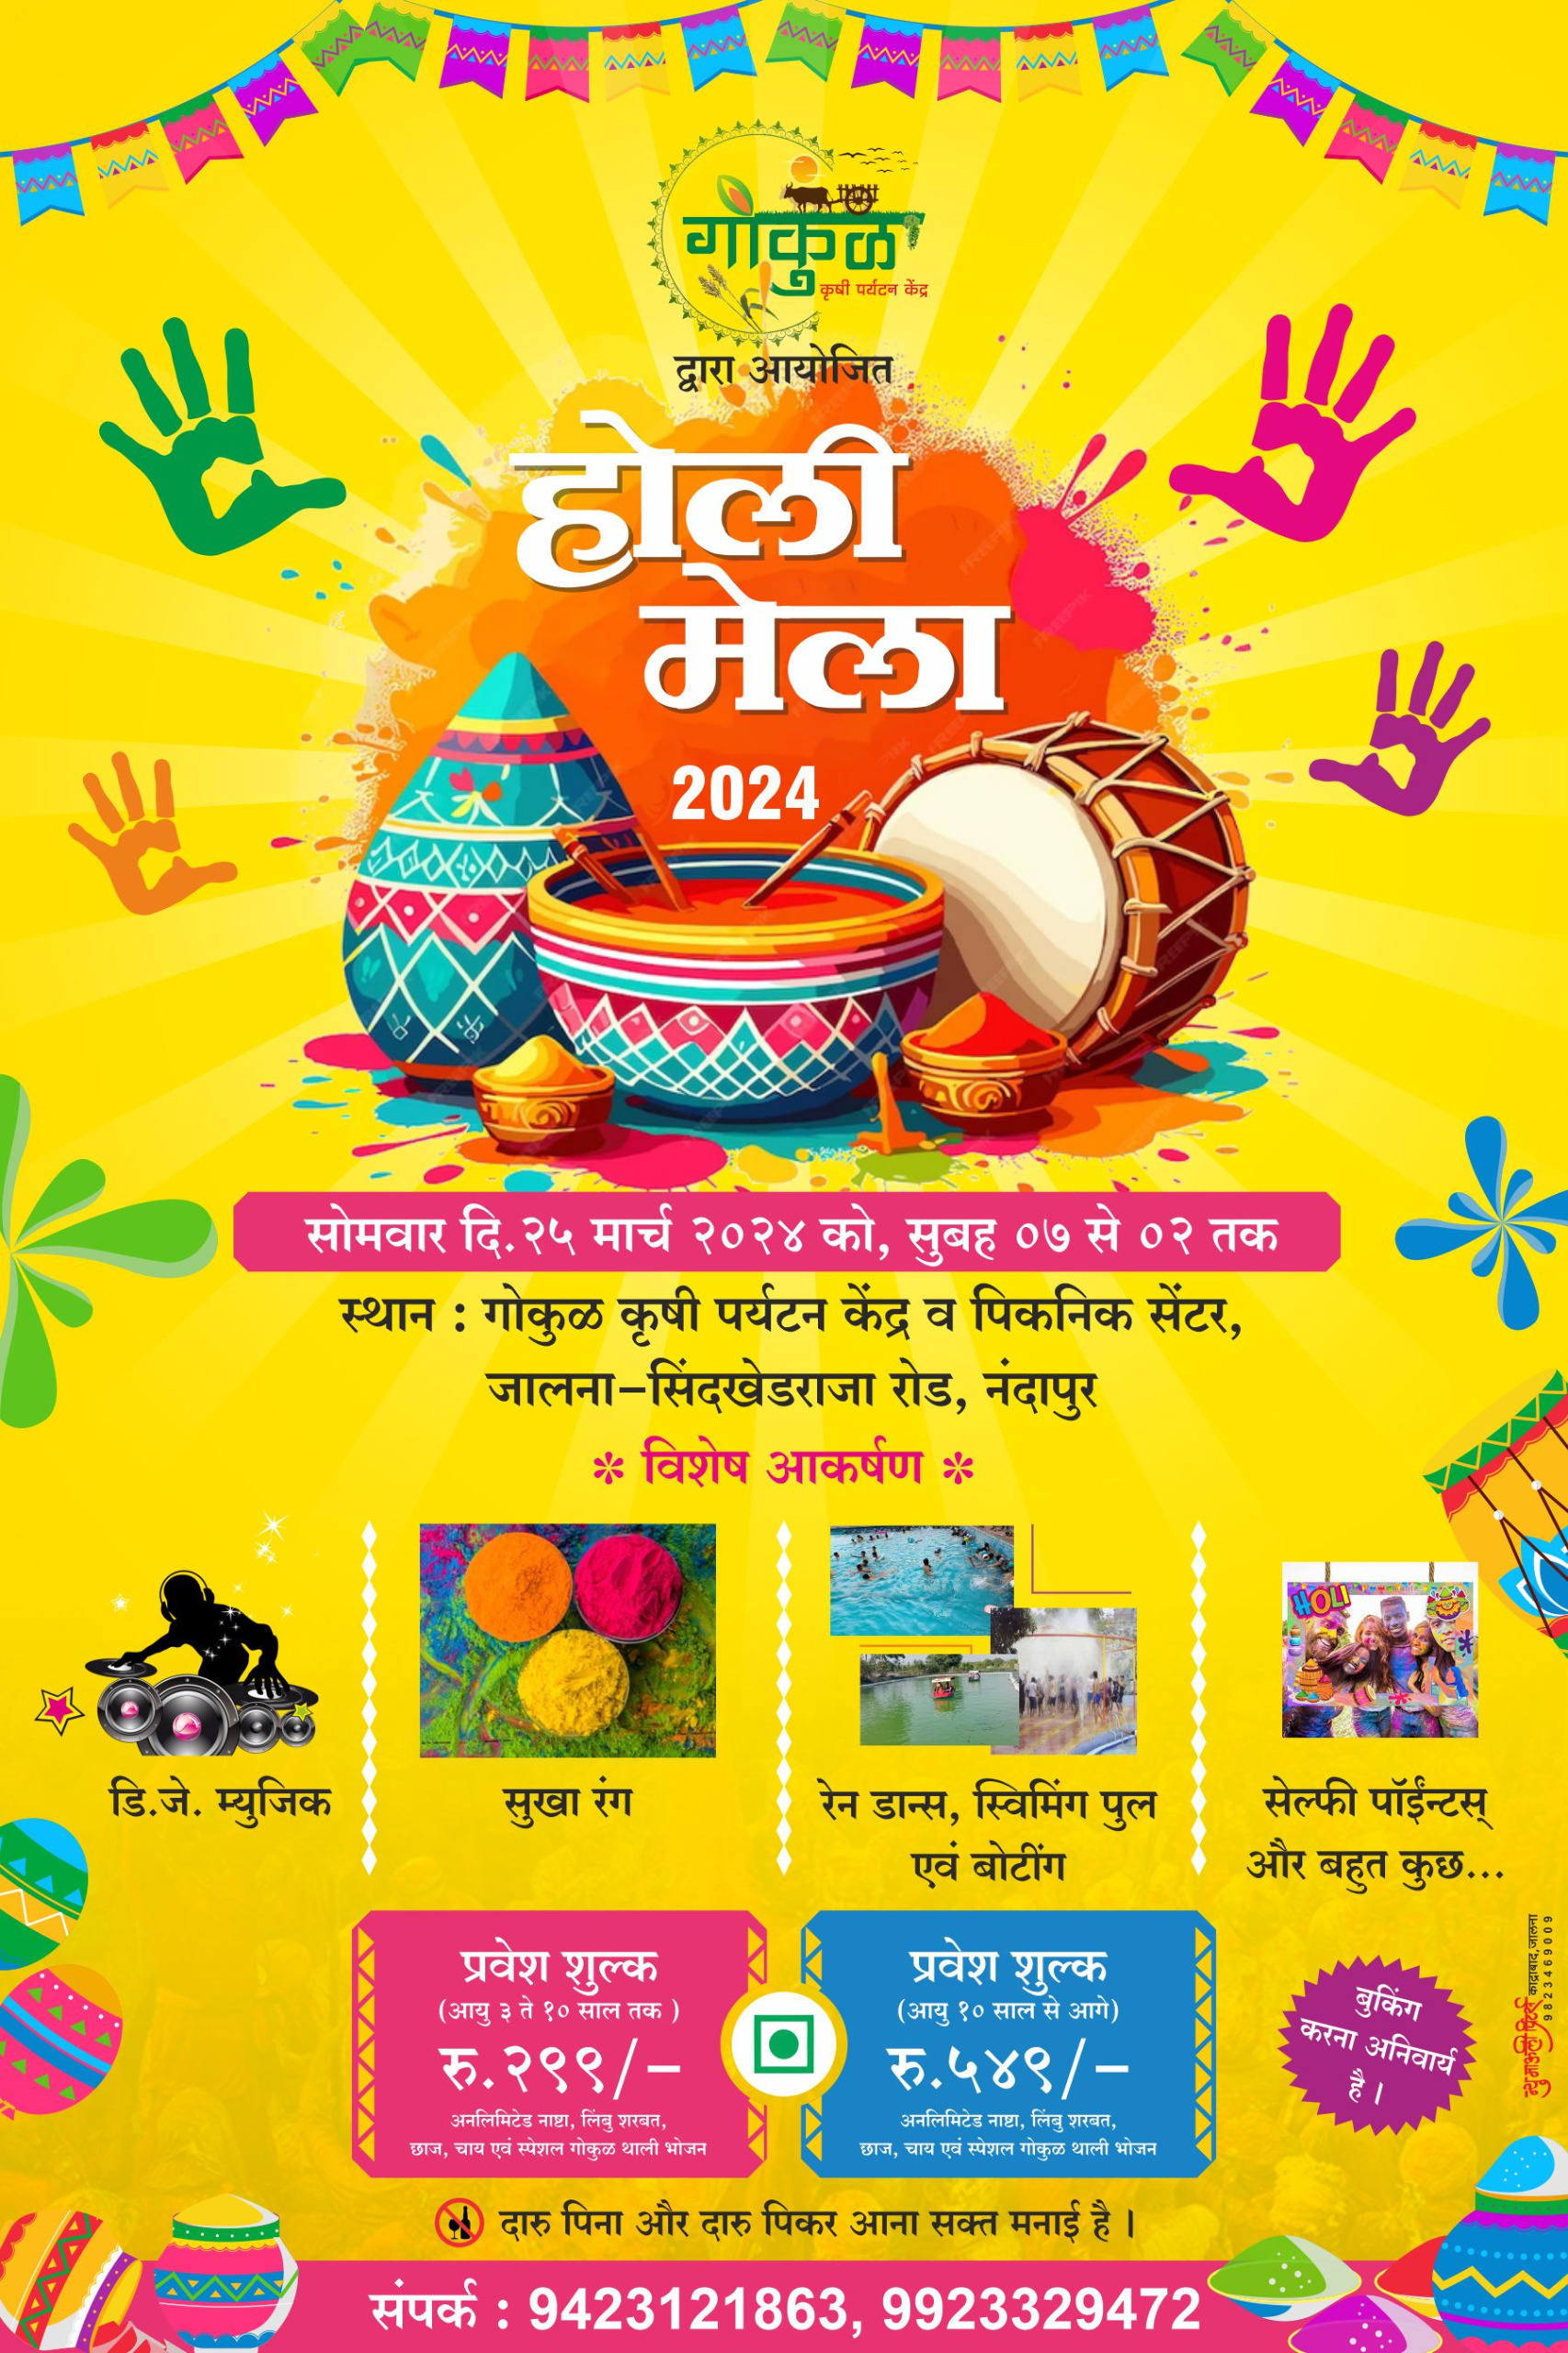 गोकुळ
कृषी पर्यटन केंद्र
द्वारा आयोजित
होली
मेला
2024
सोमवार दि.२५ मार्च २०२४ को, सुबह ०७ से ०२ तक
स्थान : गोकुळ कृषी पर्यटन केंद्र व पिकनिक सेंटर,
जालना–सिंदखेडराजा रोड, नंदापुर
* विशेष आकर्षण *
डि.जे. म्युजिक
सुखा रंग
रेन डान्स, स्विमिंग पुल
एवं बोटींग
HOLI
सेल्फी पॉईन्टस्
और बहुत कुछ...
प्रवेश शुल्क
(आयु ३ ते १० साल तक )
रु.२९९/–
अनलिमिटेड नाष्टा, लिंबु शरबत,
छाज, चाय एवं स्पेशल गोकुळ थाली भोजन
प्रवेश शुल्क
(आयु १० साल से आगे)
रु.५४९/–
अनलिमिटेड नाष्टा, लिंबु शरबत,
छाज, चाय एवं स्पेशल गोकुळ थाली भोजन
बुकिंग
करना अनिवार्य
है ।
काद्राबाद,जालना
9823469009
दारु पिना और दारु पिकर आना सक्त मनाई है ।
संपर्क : 9423121863, 9923329472